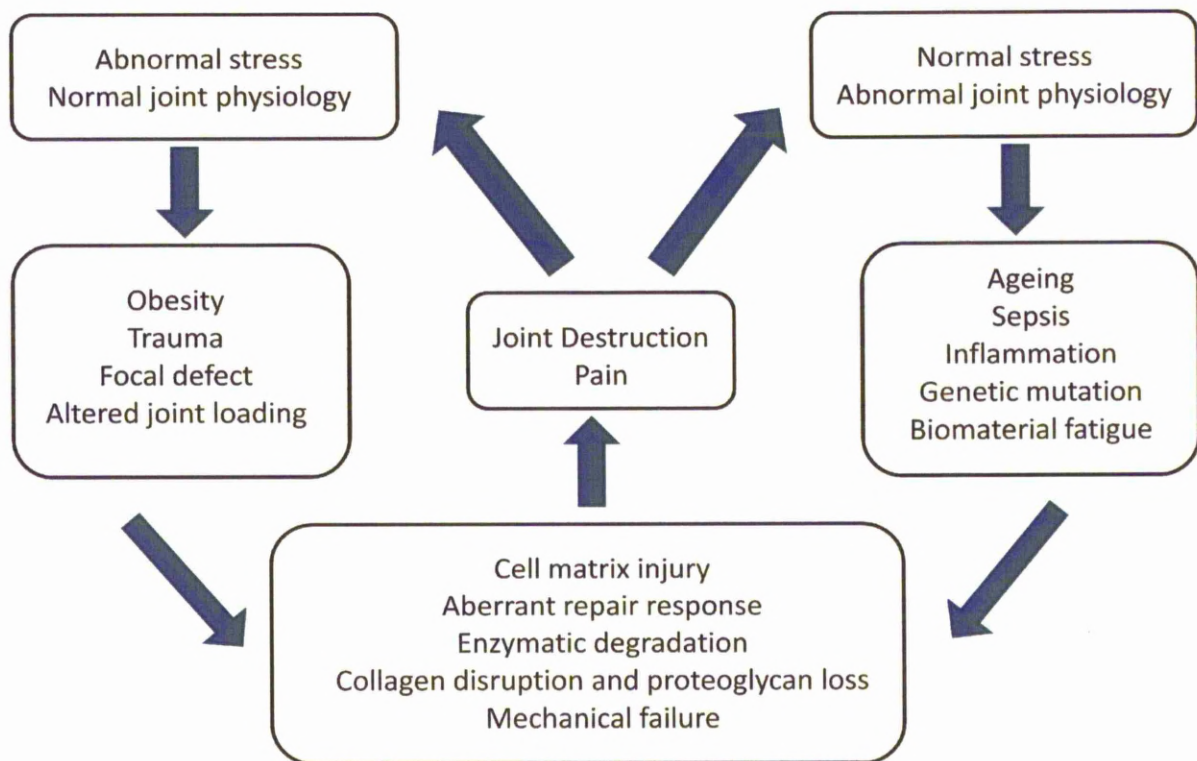 Abnormal stress
Normal joint physiology
Normal stress
Abnormal joint physiology
Obesity
Trauma
Focal defect
Altered joint loading
Joint Destruction
Pain
Ageing
Sepsis
Inflammation
Genetic mutation
Biomaterial fatigue
Cell matrix injury
Aberrant repair response
Enzymatic degradation
Collagen disruption and proteoglycan loss
Mechanical failure